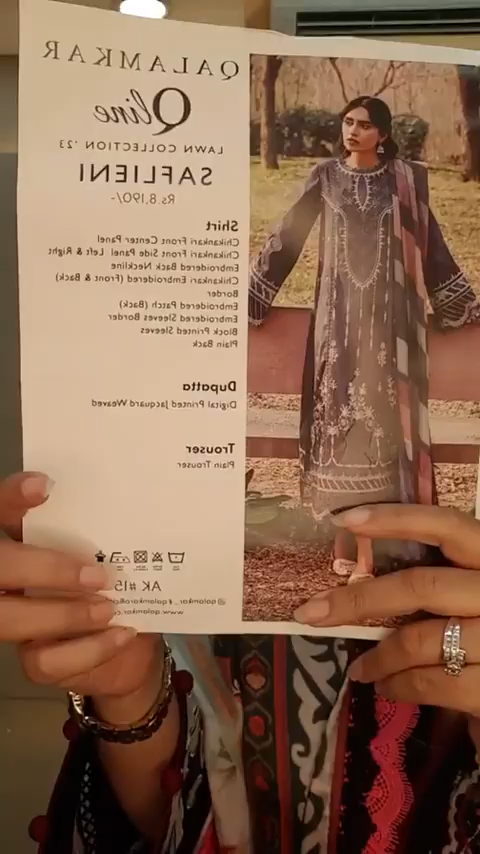 QALAMKAR
Qline
LAWN COLLECTION '23
SAFLIENI
Rs.8,190/-
Shirt
Chikankari Front Center Panel
Chikankari Front Side Panel Left & Right
Embroidered Back Neckline
Chikankari Embroidered (Front & Back)
Border
Embroidered Patch (Back)
Embroidered Sleeves Border
Block Printed Sleeves
Plain Back
Dupatta
Digital Printed Jacquard Weaved
Trouser
Plain Trouser
AK #15
www.qalamkar